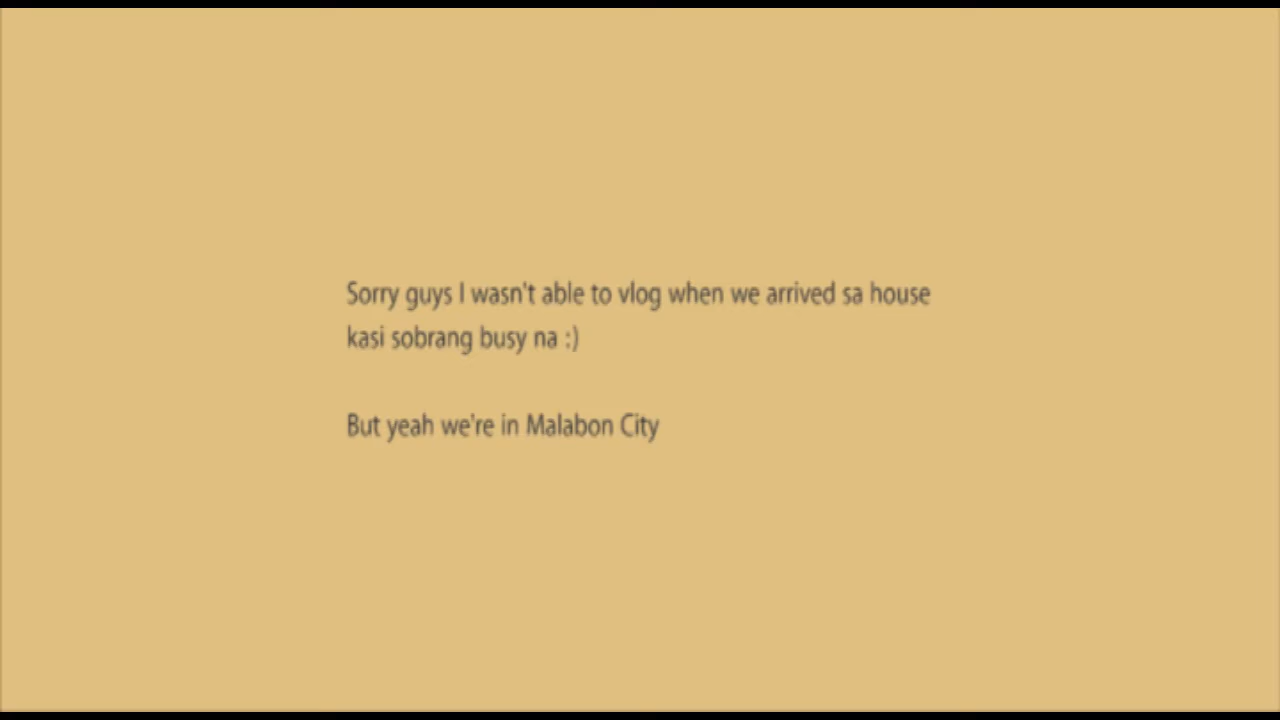 Sorry guys I wasn't able to vlog when we arrived sa house
kasi sobrang busy na :)
But yeah we're in Malabon City